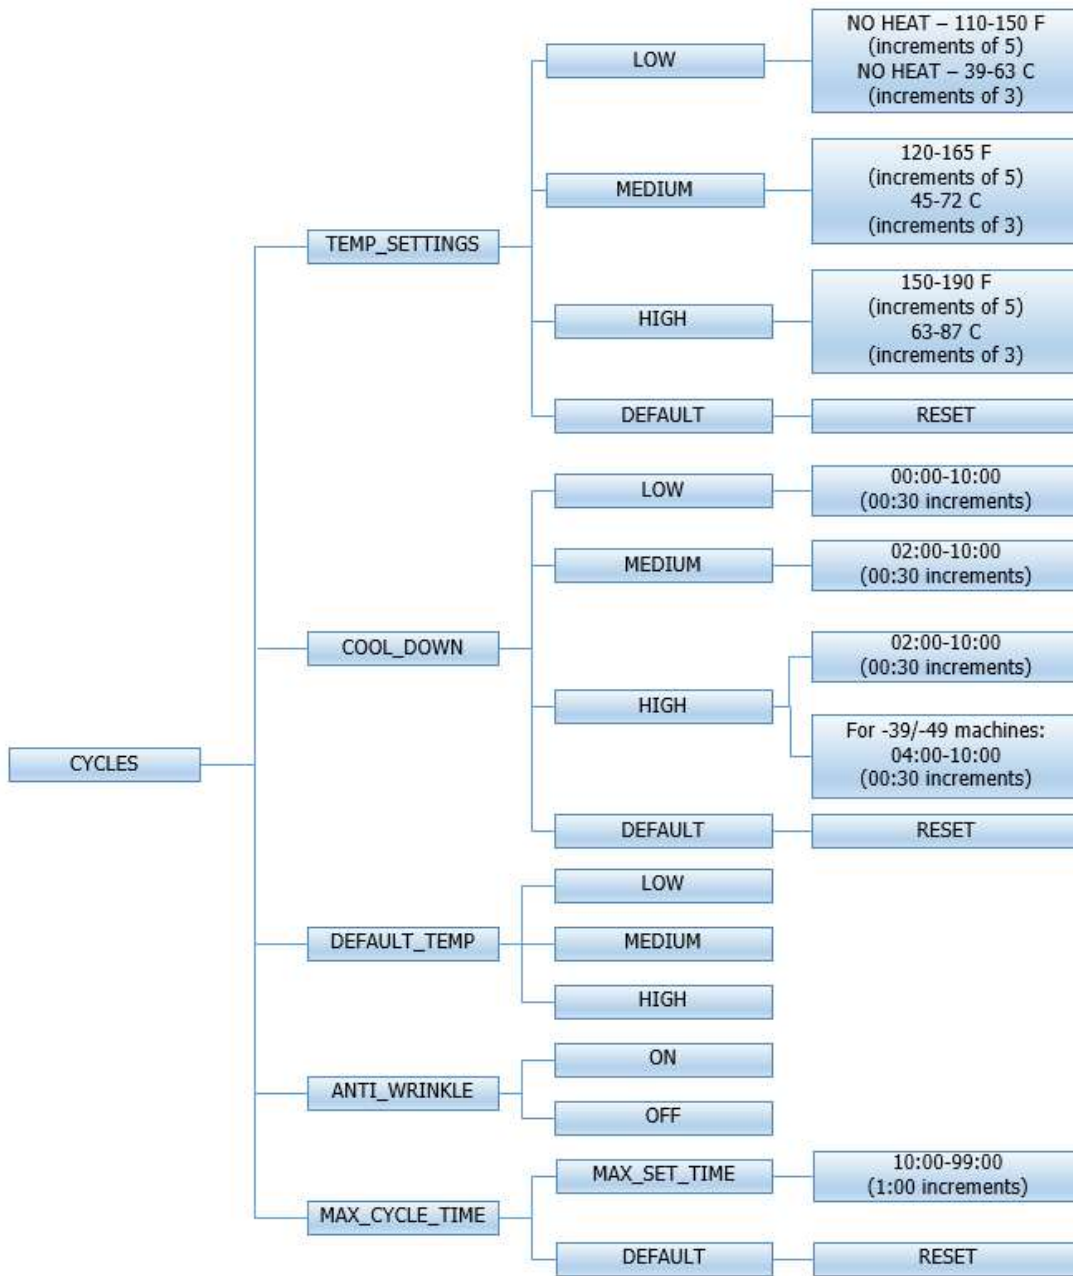 CYCLES
TEMP_SETTINGS
LOW
NO HEAT – 110-150 F
(increments of 5)
NO HEAT – 39-63 C
(increments of 3)
MEDIUM
120-165 F
(increments of 5)
45-72 C
(increments of 3)
HIGH
150-190 F
(increments of 5)
63-87 C
(increments of 3)
DEFAULT
RESET
COOL_DOWN
LOW
00:00-10:00
(00:30 increments)
MEDIUM
02:00-10:00
(00:30 increments)
HIGH
02:00-10:00
(00:30 increments)
For -39/-49 machines:
04:00-10:00
(00:30 increments)
DEFAULT
RESET
DEFAULT_TEMP
LOW
MEDIUM
HIGH
ANTI_WRINKLE
ON
OFF
MAX_CYCLE_TIME
MAX_SET_TIME
10:00-99:00
(1:00 increments)
DEFAULT
RESET